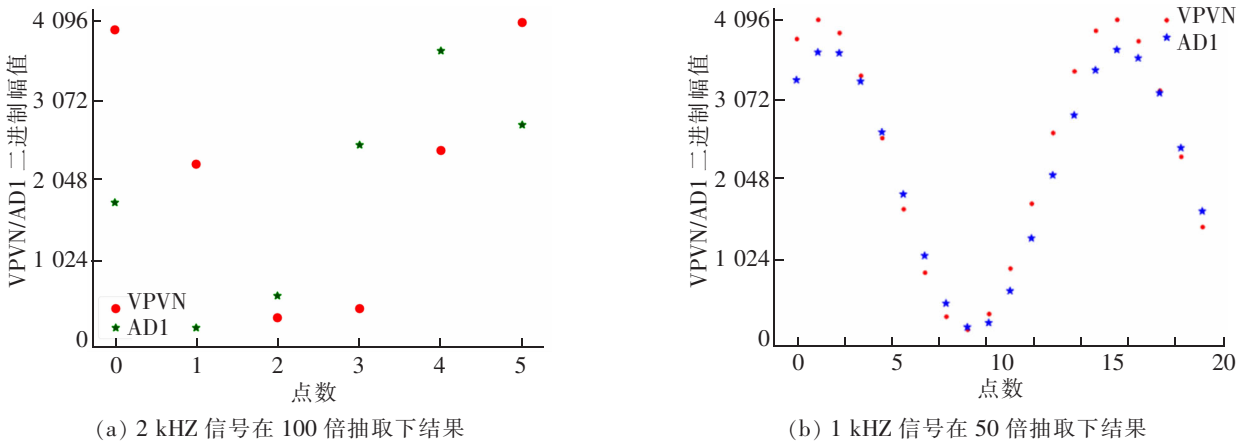 VPVN/AD1 二进制幅值
4 096
3 072
2 048
1 024
0
VPVN
AD1
0 1 2 3 4 5
点数
(a) 2 kHZ 信号在 100 倍抽取下结果
VPVN/AD1 二进制幅值
4 096
3 072
2 048
1 024
0
VPVN
AD1
0 5 10 15 20
点数
(b) 1 kHZ 信号在 50 倍抽取下结果